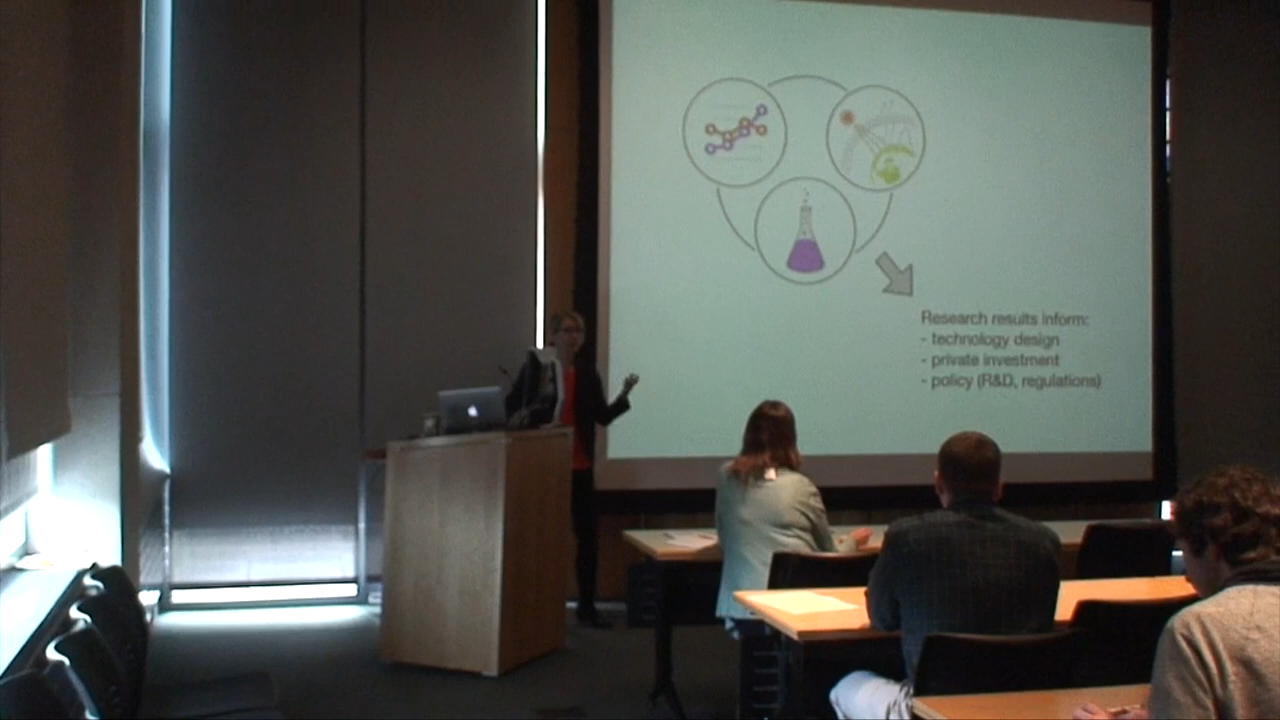 Research results inform:
- technology design
- private investment
- policy (R&D, regulations)